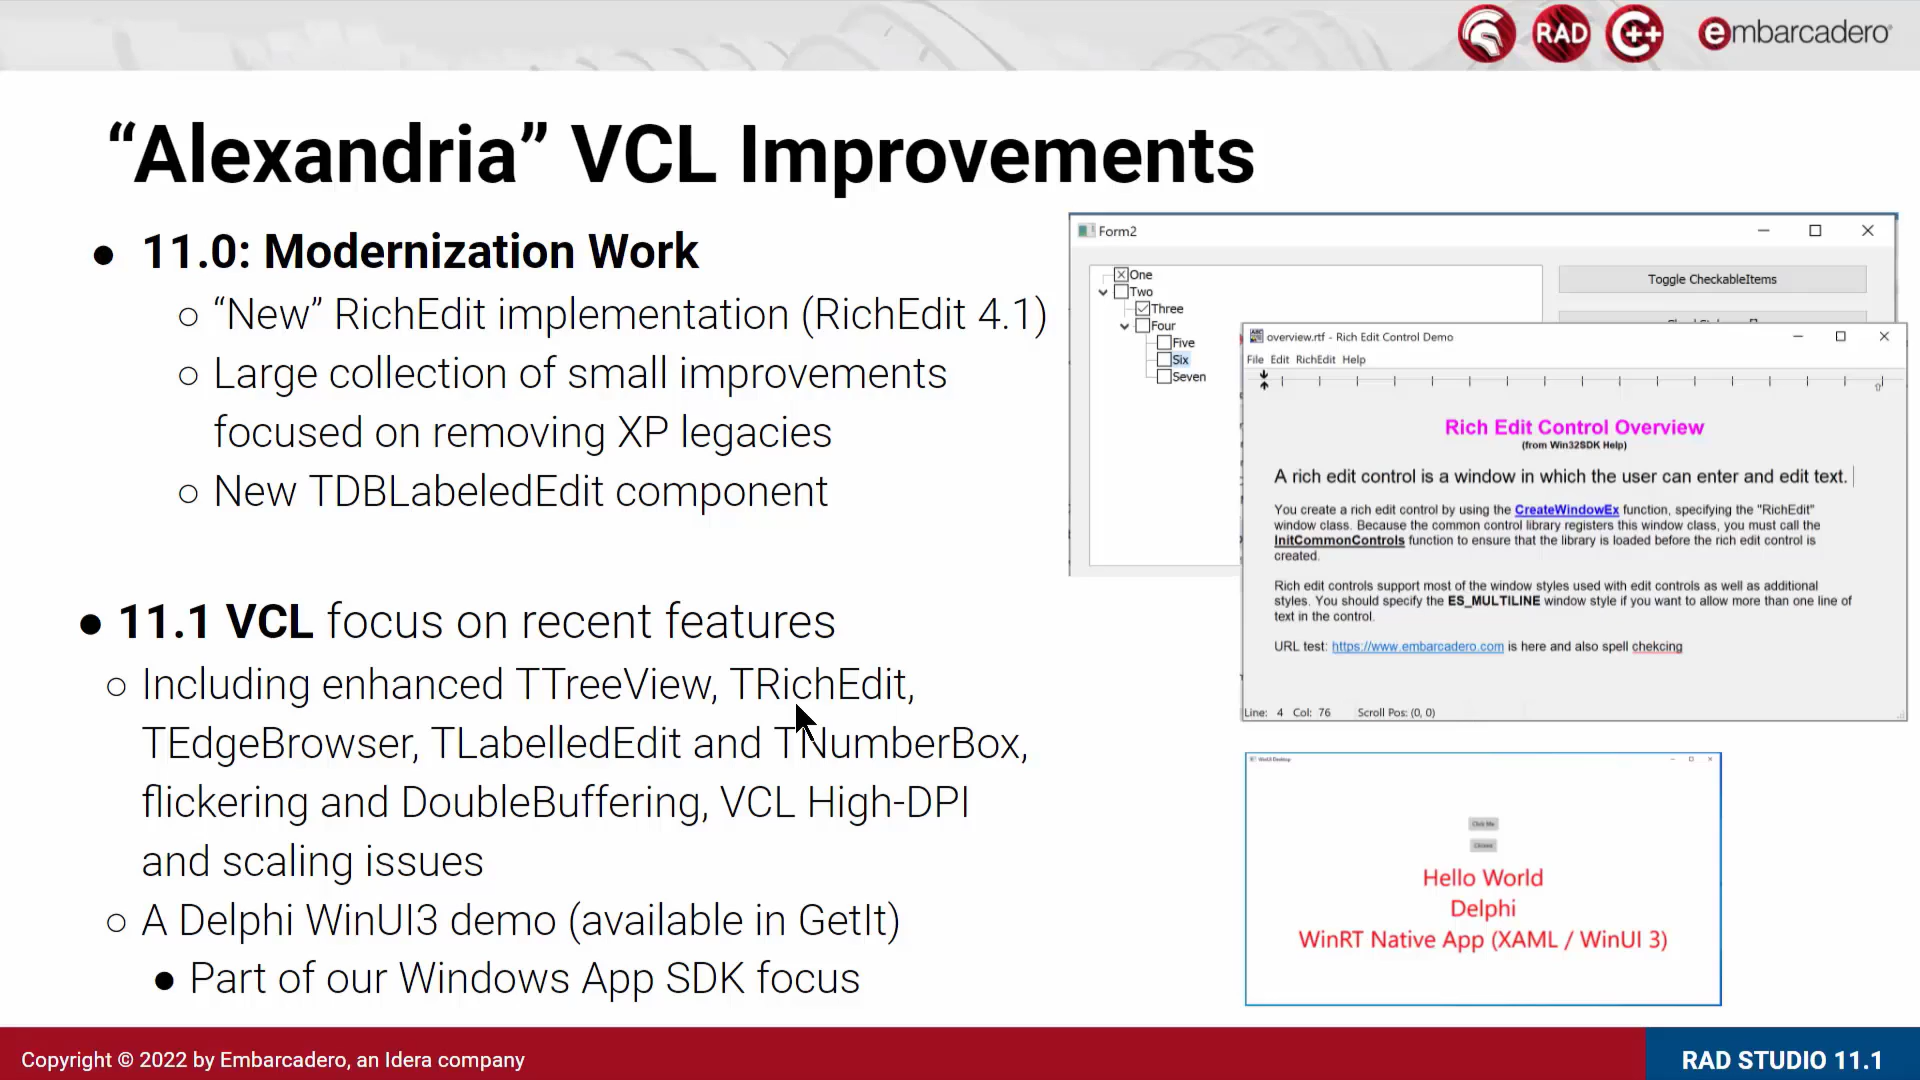 RAD
C++
embarcadero®
“Alexandria” VCL Improvements
● 11.0: Modernization Work
○ “New” RichEdit implementation (RichEdit 4.1)
○ Large collection of small improvements
focused on removing XP legacies
○ New TDBLabeledEdit component
● 11.1 VCL focus on recent features
○ Including enhanced TTreeView, TRichEdit,
TEdgeBrowser, TLabelledEdit and TNumberBox,
flickering and DoubleBuffering, VCL High-DPI
and scaling issues
○ A Delphi WinUI3 demo (available in GetIt)
● Part of our Windows App SDK focus
Form2
One
Two
Three
Four
Five
Six
Seven
Toggle CheckableItems
overview.rtf - Rich Edit Control Demo
File Edit RichEdit Help
Rich Edit Control Overview
(from Win32SDK Help)
A rich edit control is a window in which the user can enter and edit text.
You create a rich edit control by using the CreateWindowEx function, specifying the "RichEdit"
window class. Because the common control library registers this window class, you must call the
InitCommonControls function to ensure that the library is loaded before the rich edit control is
created.
Rich edit controls support most of the window styles used with edit controls as well as additional
styles. You should specify the ES_MULTILINE window style if you want to allow more than one line of
text in the control.
URL test: https://www.embarcadero.com is here and also spell chekcing
Line: 4 Col: 76 Scroll Pos: (0, 0)
WinUI Desktop
Click Me
Hello World
Delphi
WinRT Native App (XAML / WinUI 3)
Copyright © 2022 by Embarcadero, an Idera company
RAD STUDIO 11.1